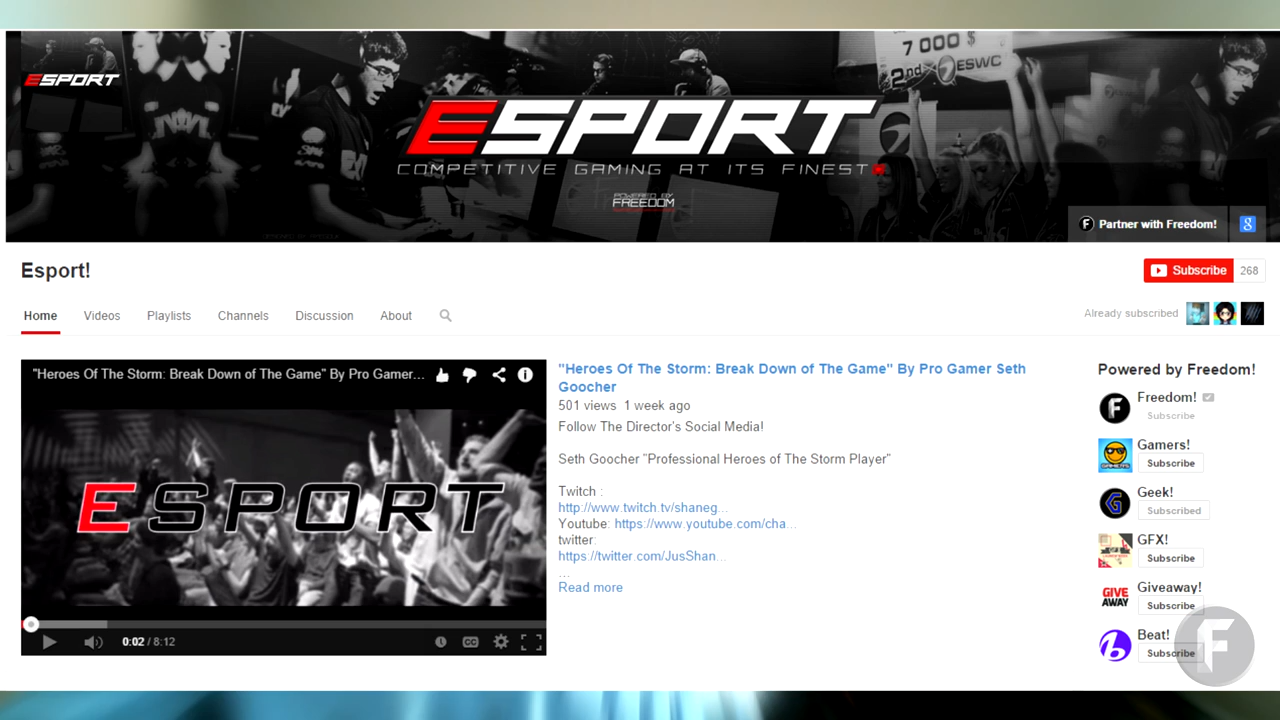 7 000 $
2nd ESWC
ESPORT
ESPORT
COMPETITIVE GAMING AT ITS FINEST
POWERED BY
FREEDOM
Partner with Freedom!
Esport!
Subscribe 268
Home Videos Playlists Channels Discussion About
Already subscribed
"Heroes Of The Storm: Break Down of The Game" By Pro Gamer...
ESPORT
0:02 / 8:12
CC
"Heroes Of The Storm: Break Down of The Game" By Pro Gamer Seth
Goocher
501 views 1 week ago
Follow The Director's Social Media!
Seth Goocher "Professional Heroes of The Storm Player"
Twitch :
http://www.twitch.tv/shaneg...
Youtube: https://www.youtube.com/cha...
twitter:
https://twitter.com/JusShan...
...
Read more
Powered by Freedom!
Freedom!
Subscribe
Gamers!
Subscribe
Geek!
Subscribed
GFX!
Subscribe
GIVE
AWAY
Giveaway!
Subscribe
Beat!
Subscribe